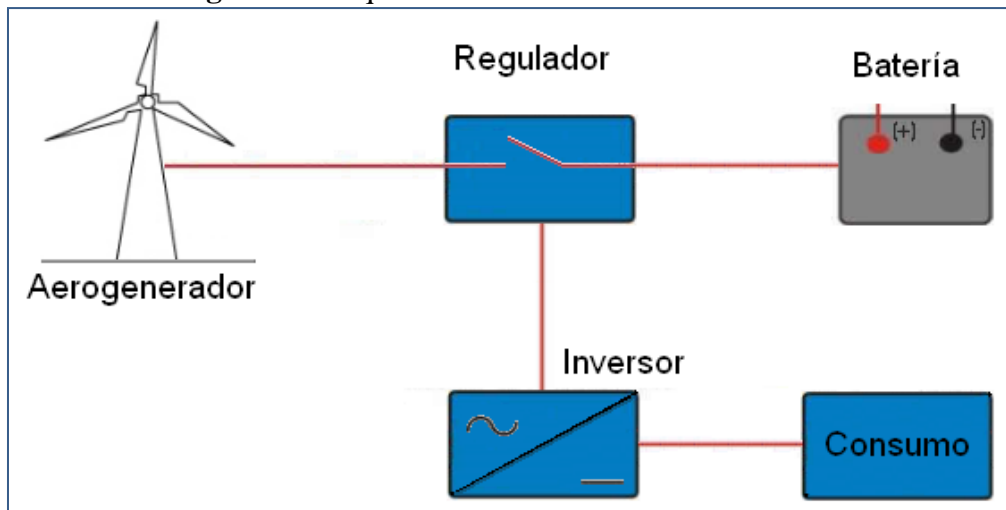 Regulador
Batería
(+)
(-)
Aerogenerador
Inversor
Consumo